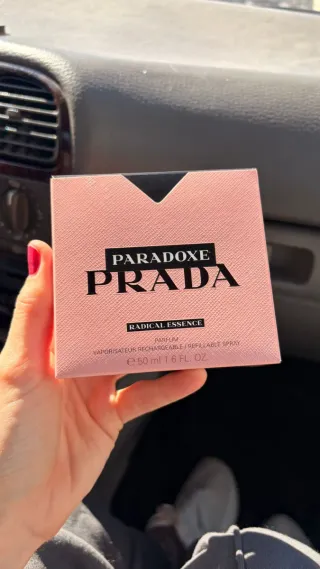 PARADOXE
PRADA
RADICAL ESSENCE
PARFUM
VAPORISATEUR RECHARGEABLE / REFILLABLE SPRAY
℮ 50 ml 1.6 FL. OZ.